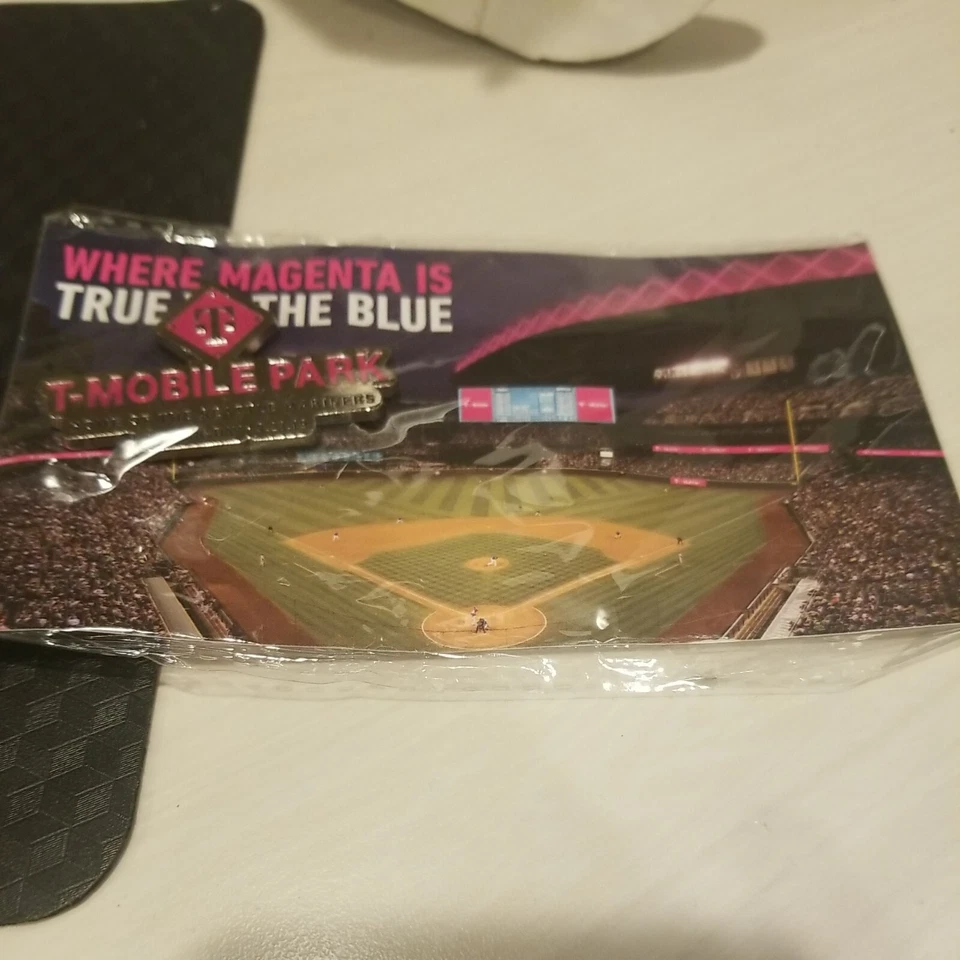 WHERE MAGENTA IS
TRUE THE BLUE
T
T-MOBILE PARK